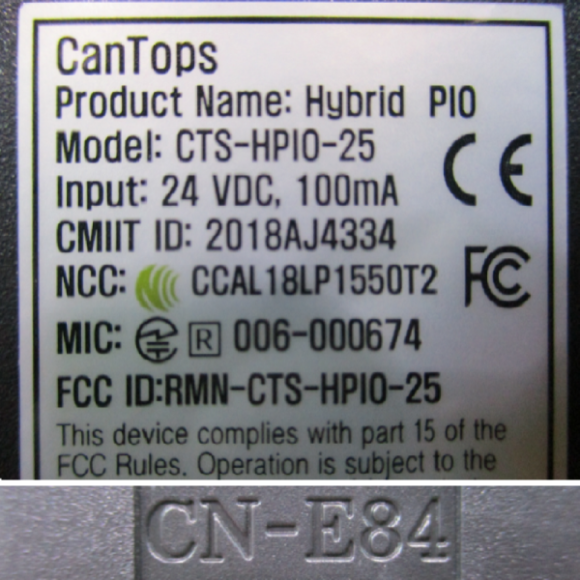 CanTops
Product Name: Hybrid PIO
Model: CTS-HPIO-25
Input: 24 VDC, 100mA
CE
CMIIT ID: 2018AJ4334
NCC: CCAL18LP1550T2
FC
MIC: R 006-000674
FCC ID:RMN-CTS-HPIO-25
This device complies with part 15 of the
FCC Rules. Operation is subject to the
CN-E84